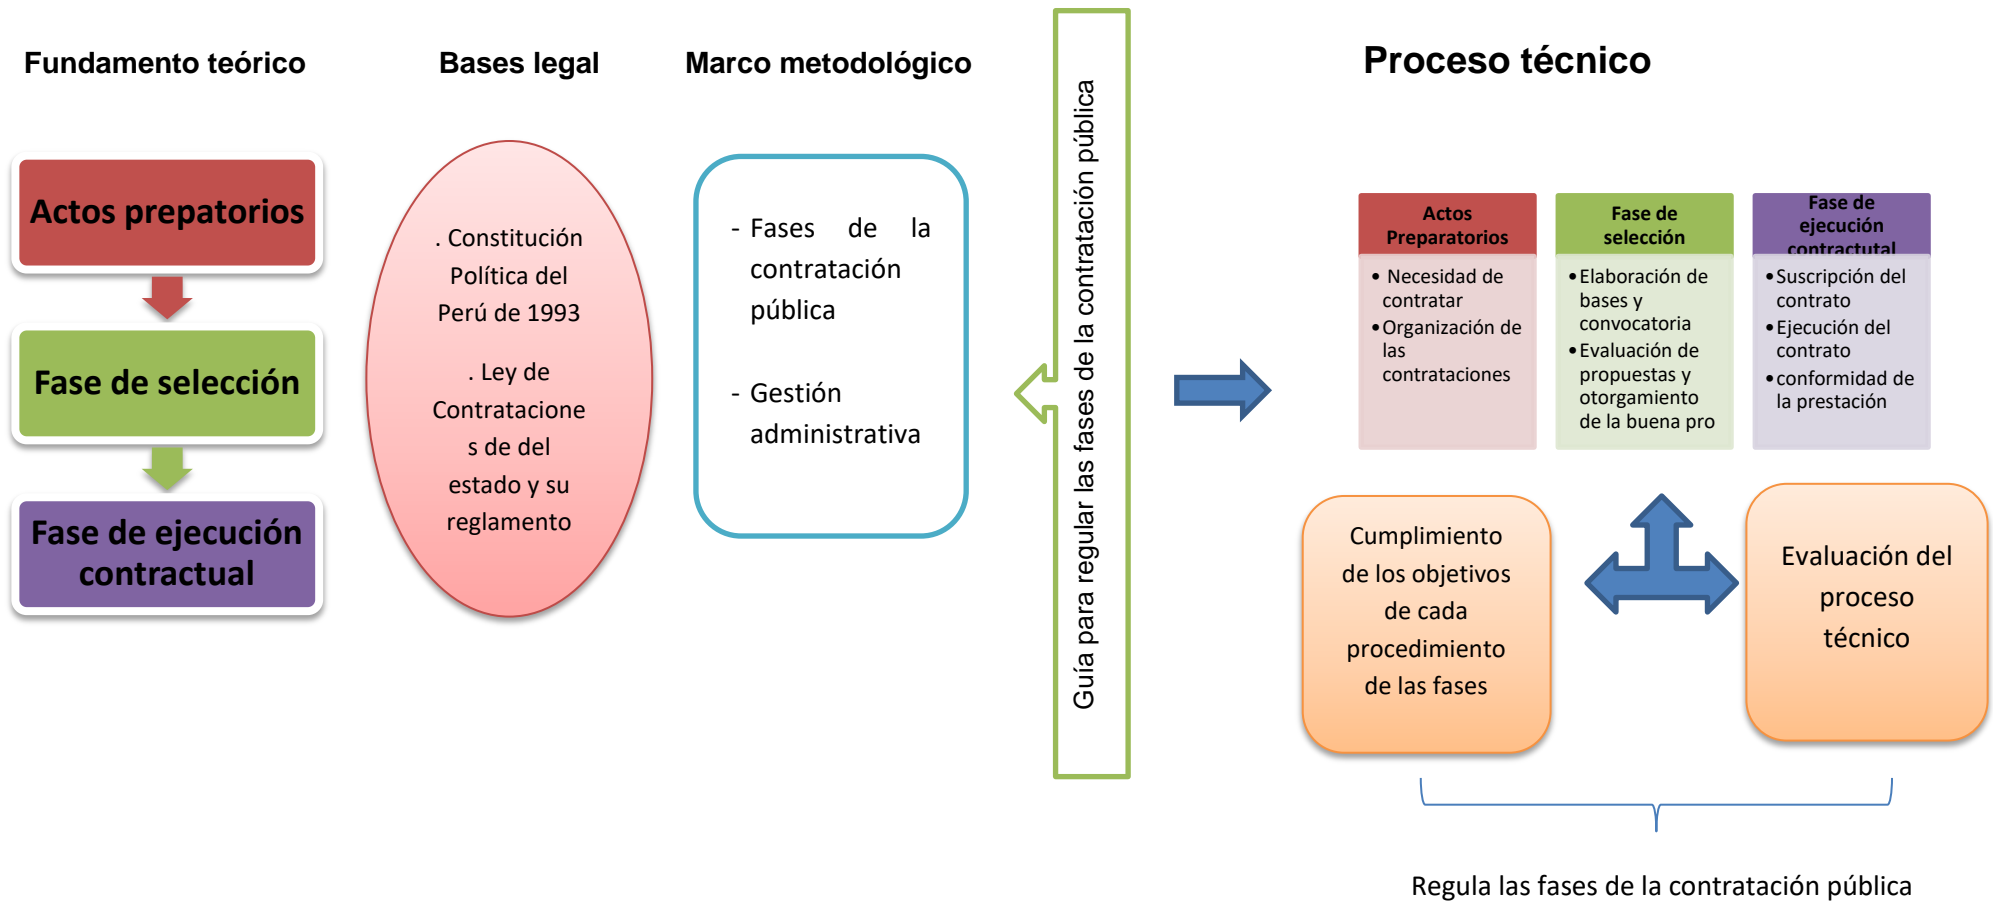 Fundamento teórico
Bases legal
Marco metodológico
Proceso técnico
Actos prepatorios
Fase de selección
Fase de ejecución
contractual
. Constitución
Política del
Perú de 1993
. Ley de
Contratacione
s de del
estado y su
reglamento
- Fases de la
contratación
pública
- Gestión
administrativa
Guía para regular las fases de la contratación pública
Actos
Preparatorios
• Necesidad de
contratar
• Organización de
las
contrataciones
Fase de
selección
• Elaboración de
bases y
convocatoria
• Evaluación de
propuestas y
otorgamiento
de la buena pro
Fase de
ejecución
contractutal
• Suscripción del
contrato
• Ejecución del
contrato
• conformidad de
la prestación
Cumplimiento
de los objetivos
de cada
procedimiento
de las fases
Evaluación del
proceso
técnico
Regula las fases de la contratación pública